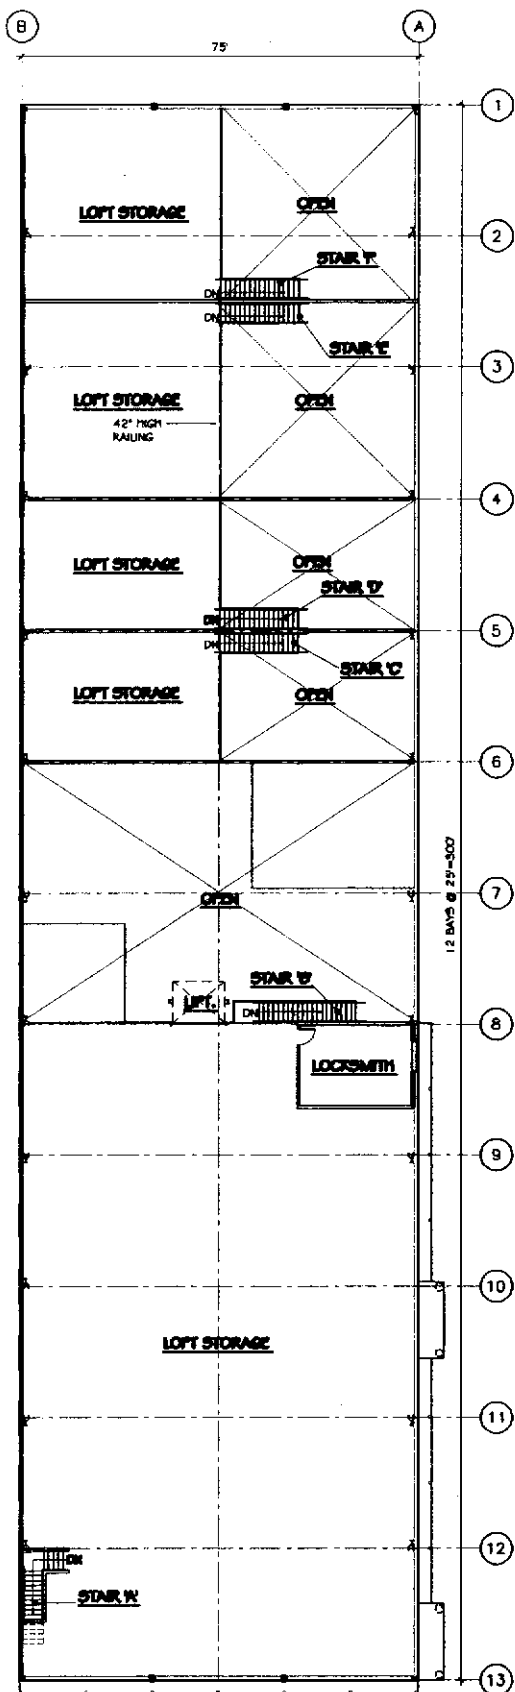 B
A
75'
1
LOFT STORAGE
OPEN
2
STAIR 'F'
DN
DN
STAIR 'E'
3
LOFT STORAGE
OPEN
42" HIGH
RAILING
4
LOFT STORAGE
OPEN
STAIR 'D'
DN
5
DN
STAIR 'C'
LOFT STORAGE
OPEN
6
7
OPEN
12 BAYS @ 25'=300'
STAIR 'B'
LIFT
DN
8
LOCKSMITH
9
10
LOFT STORAGE
11
12
DN
STAIR 'A'
13